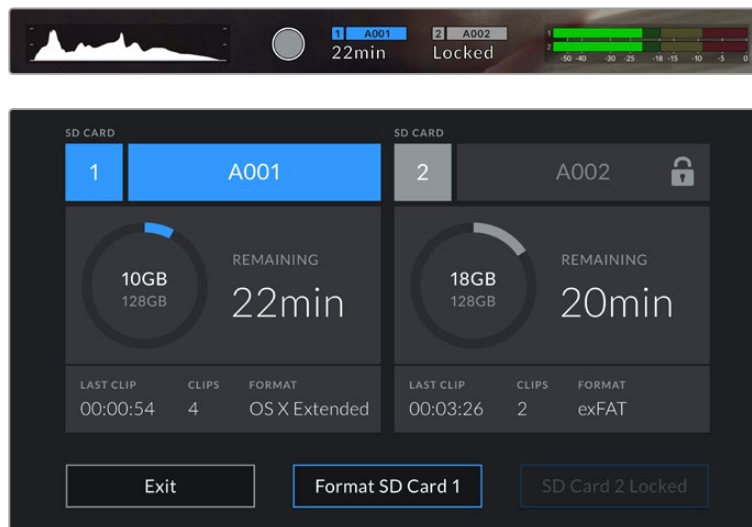 1 A001 2 A002
22min Locked
1
2
-50 -40 -30 -25 -18 -15 -10 -5 0
SD CARD SD CARD
1 A001 2 A002
10GB
128GB
REMAINING
22min
18GB
128GB
REMAINING
20min
LAST CLIP CLIPS FORMAT
00:00:54 4 OS X Extended
LAST CLIP CLIPS FORMAT
00:03:26 2 exFAT
Exit Format SD Card 1 SD Card 2 Locked